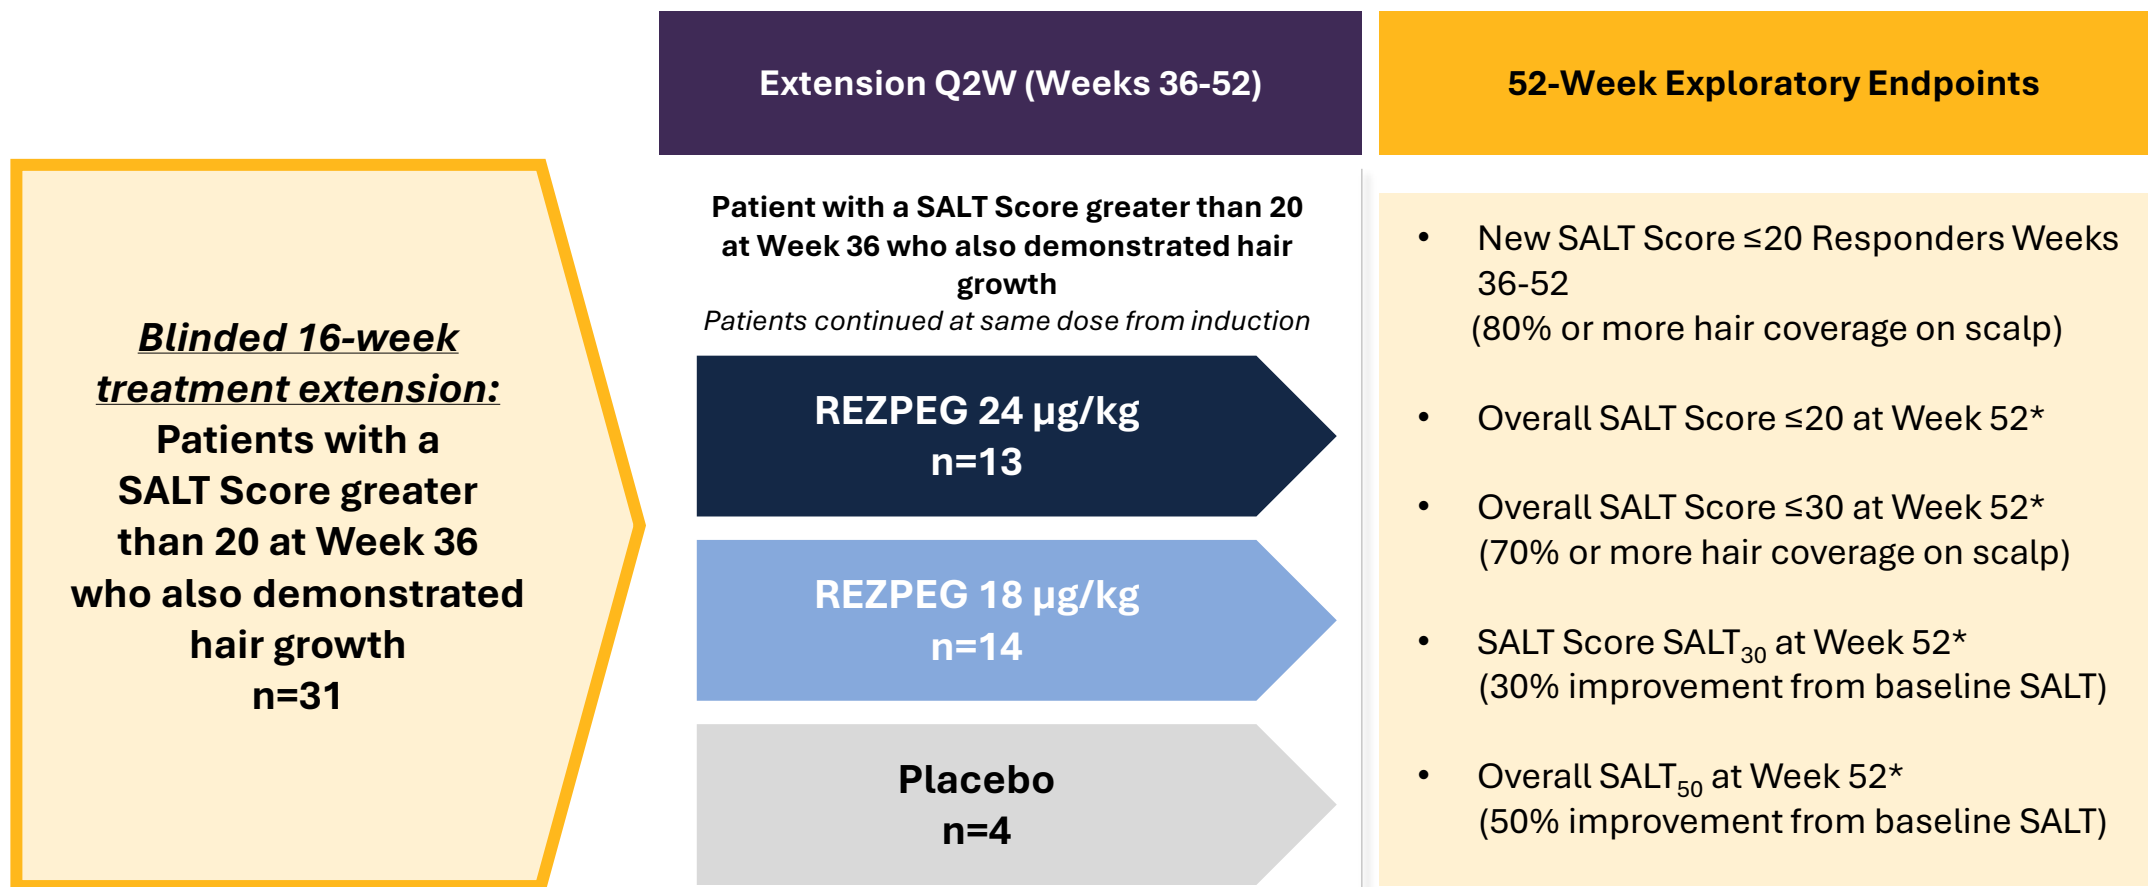 Extension Q2W (Weeks 36-52)
52-Week Exploratory Endpoints
Blinded 16-week
treatment extension:
Patients with a
SALT Score greater
than 20 at Week 36
who also demonstrated
hair growth
n=31
Patient with a SALT Score greater than 20
at Week 36 who also demonstrated hair
growth
Patients continued at same dose from induction
REZPEG 24 µg/kg
n=13
REZPEG 18 µg/kg
n=14
Placebo
n=4
• New SALT Score ≤20 Responders Weeks
36-52
(80% or more hair coverage on scalp)
• Overall SALT Score ≤20 at Week 52*
• Overall SALT Score ≤30 at Week 52*
(70% or more hair coverage on scalp)
• SALT Score SALT₃₀ at Week 52*
(30% improvement from baseline SALT)
• Overall SALT₅₀ at Week 52*
(50% improvement from baseline SALT)